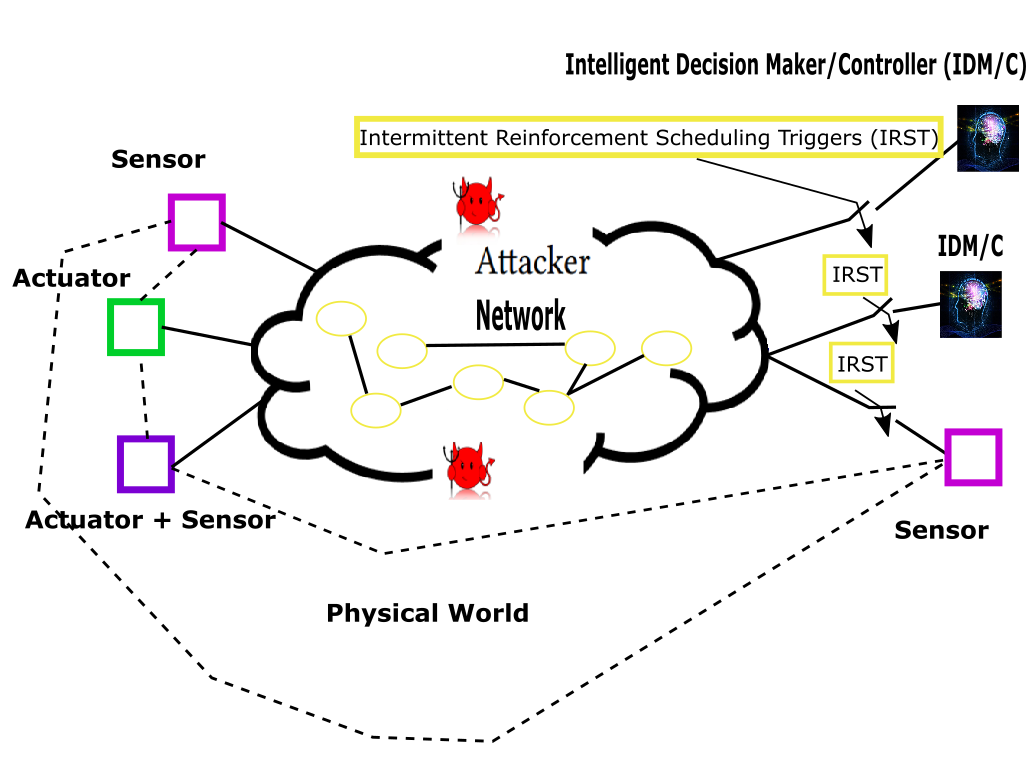 Intelligent Decision Maker/Controller (IDM/C)
Intermittent Reinforcement Scheduling Triggers (IRST)
Sensor
IDM/C
Attacker
IRST
Actuator
Network
IRST
Actuator + Sensor
Sensor
Physical World